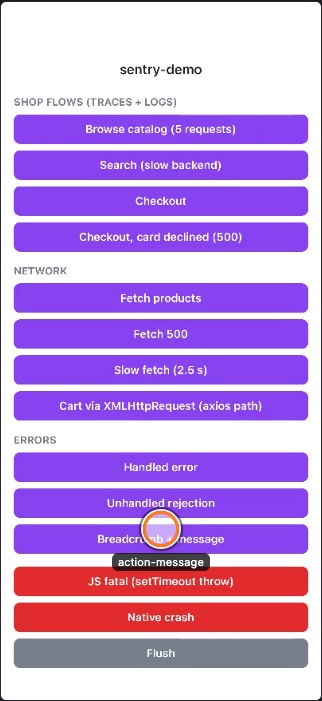 sentry-demo
SHOP FLOWS (TRACES + LOGS)
Browse catalog (5 requests)
Search (slow backend)
Checkout
Checkout, card declined (500)
NETWORK
Fetch products
Fetch 500
Slow fetch (2.5 s)
Cart via XMLHttpRequest (axios path)
ERRORS
Handled error
Unhandled rejection
Breadcrumb + message
action-message
JS fatal (setTimeout throw)
Native crash
Flush